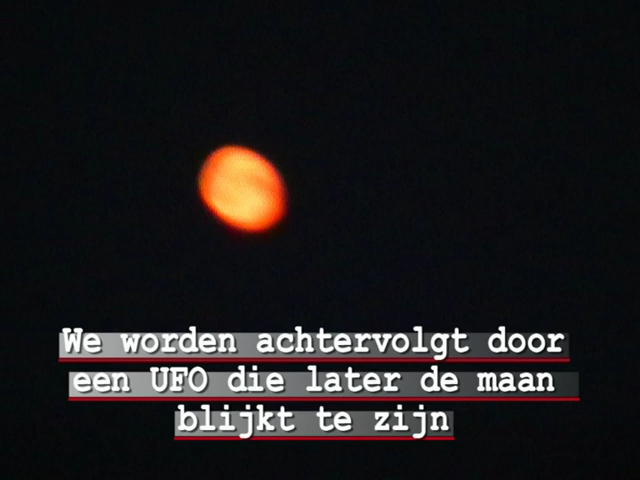 We worden achtervolgt door
een UFO die later de maan
blijkt te zijn